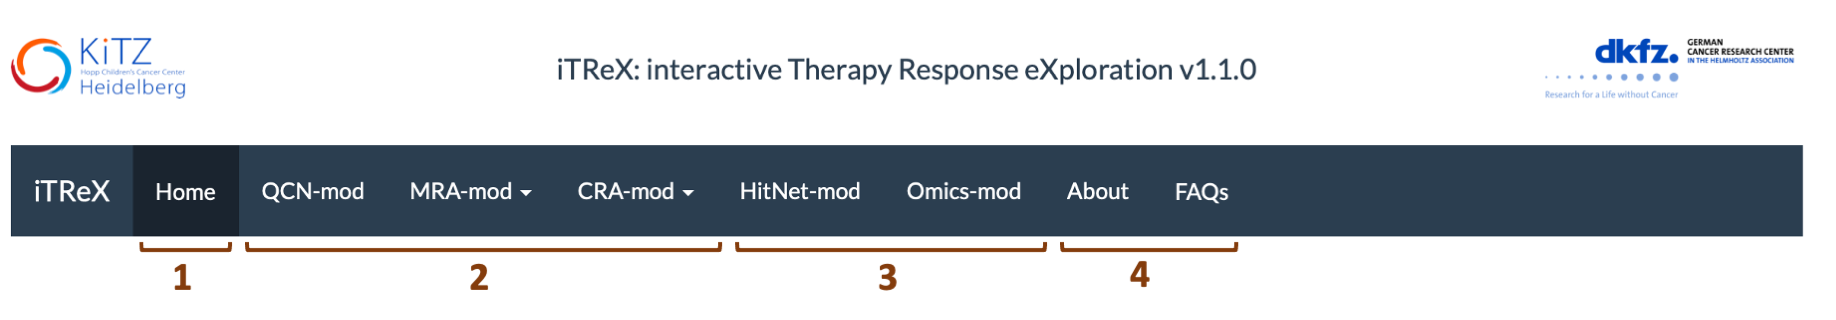 KiTZ
Hopp Children's Cancer Center
Heidelberg
iTReX: interactive Therapy Response eXploration v1.1.0
dkfz.
GERMAN
CANCER RESEARCH CENTER
IN THE HELMHOLTZ ASSOCIATION
Research for a Life without Cancer
iTReX Home QCN-mod MRA-mod CRA-mod HitNet-mod Omics-mod About FAQs
1 2 3 4